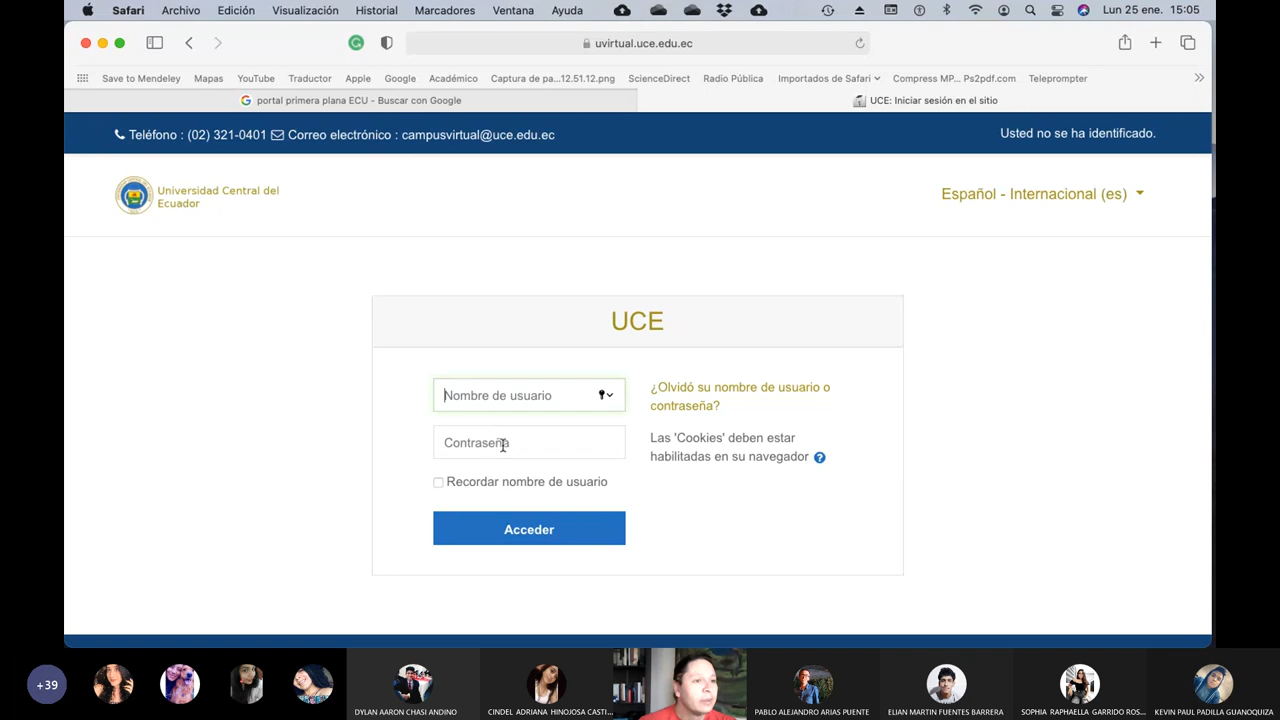 Safari Archivo Edición Visualización Historial Marcadores Ventana Ayuda Lun 25 ene. 15:05
uvirtual.uce.edu.ec
Save to Mendeley Mapas YouTube Traductor Apple Google Académico Captura de pa...12.51.12.png ScienceDirect Radio Pública Importados de Safari Compress MP... Ps2pdf.com Teleprompter
portal primera plana ECU - Buscar con Google UCE: Iniciar sesión en el sitio
Teléfono : (02) 321-0401 Correo electrónico : campusvirtual@uce.edu.ec Usted no se ha identificado.
Universidad Central del
Ecuador
Español - Internacional (es)
UCE
Nombre de usuario
¿Olvidó su nombre de usuario o
contraseña?
Contraseña
Las 'Cookies' deben estar
habilitadas en su navegador
Recordar nombre de usuario
Acceder
+39
DYLAN AARON CHASI ANDINO CINDEL ADRIANA HINOJOSA CASTI... PABLO ALEJANDRO ARIAS PUENTE ELIAN MARTIN FUENTES BARRERA SOPHIA RAPHAELLA GARRIDO ROS... KEVIN PAUL PADILLA GUANOQUIZA